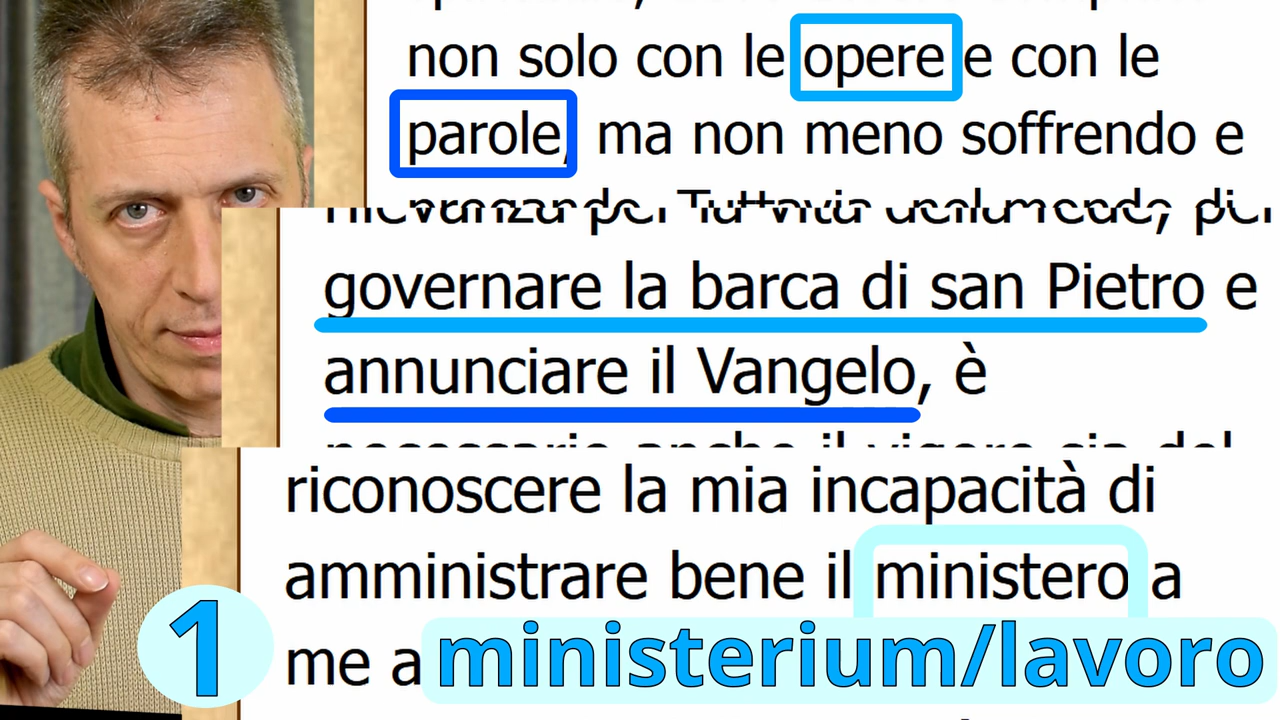 non solo con le opere e con le
parole, ma non meno soffrendo e
governare la barca di san Pietro e
annunciare il Vangelo, è
riconoscere la mia incapacità di
amministrare bene il ministero a
me a
ministerium/lavoro
1